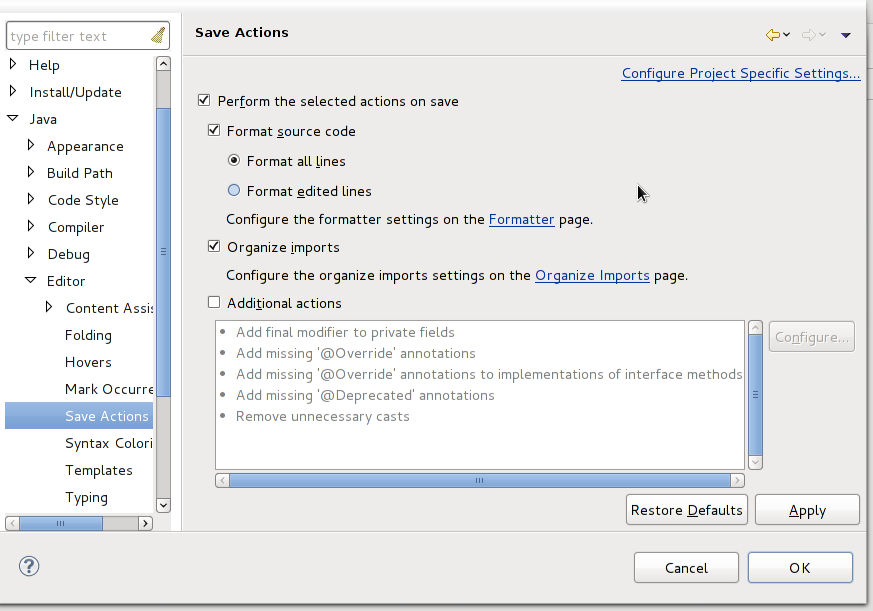 type filter text
Help
Install/Update
Java
Appearance
Build Path
Code Style
Compiler
Debug
Editor
Content Assis
Folding
Hovers
Mark Occurre
Save Actions
Syntax Colori
Templates
Typing
Save Actions
Configure Project Specific Settings...
Perform the selected actions on save
Format source code
Format all lines
Format edited lines
Configure the formatter settings on the Formatter page.
Organize imports
Configure the organize imports settings on the Organize Imports page.
Additional actions
• Add final modifier to private fields
• Add missing '@Override' annotations
• Add missing '@Override' annotations to implementations of interface methods
• Add missing '@Deprecated' annotations
• Remove unnecessary casts
Configure...
Restore Defaults
Apply
?
Cancel
OK